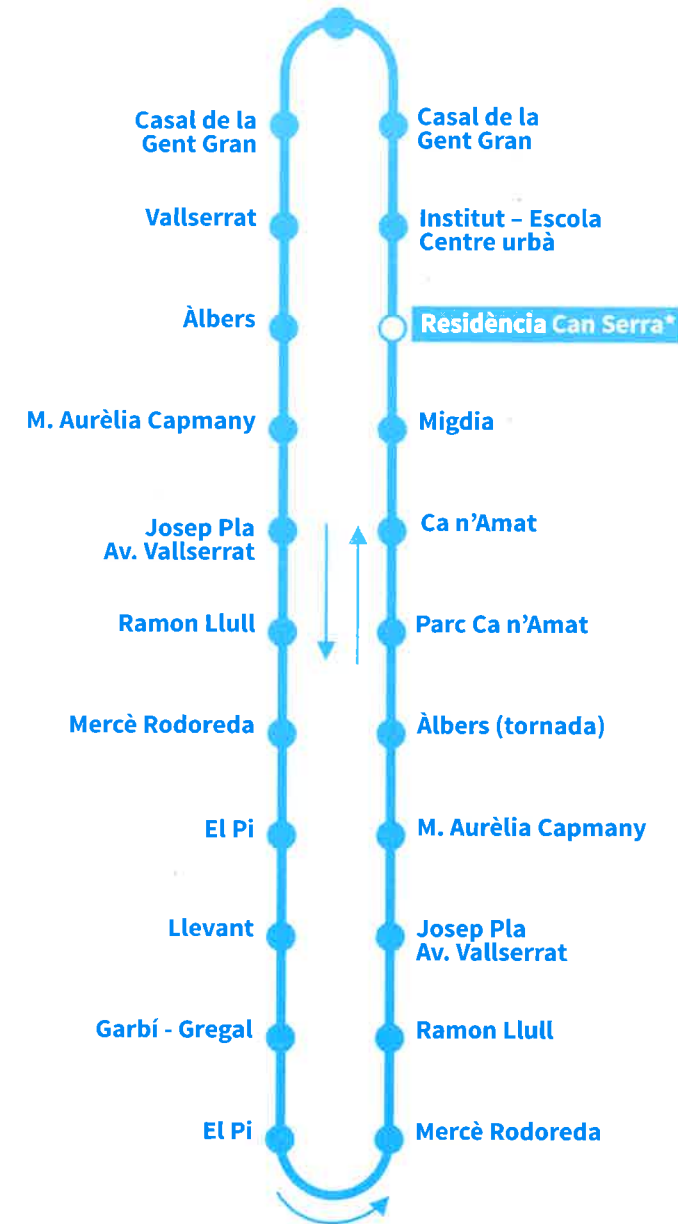 Casal de la
Gent Gran
Vallserrat
Àlbers
M. Aurèlia Capmany
Josep Pla
Av. Vallserrat
Ramon Llull
Mercè Rodoreda
El Pi
Llevant
Garbí - Gregal
El Pi
Casal de la
Gent Gran
Institut – Escola
Centre urbà
Residència Can Serra*
Migdia
Ca n’Amat
Parc Ca n’Amat
Àlbers (tornada)
M. Aurèlia Capmany
Josep Pla
Av. Vallserrat
Ramon Llull
Mercè Rodoreda